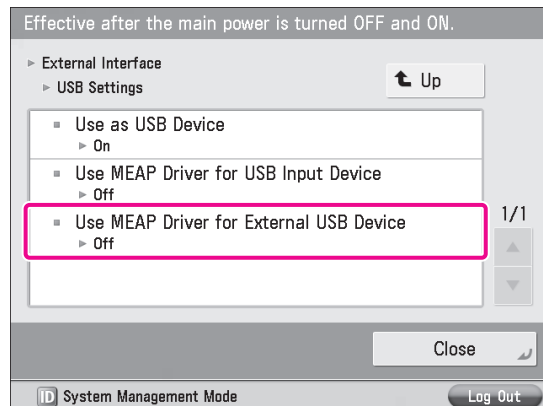 Effective after the main power is turned OFF and ON.
External Interface
USB Settings
Up
Use as USB Device
On
Use MEAP Driver for USB Input Device
Off
Use MEAP Driver for External USB Device
Off
1/1
Close
ID System Management Mode
Log Out